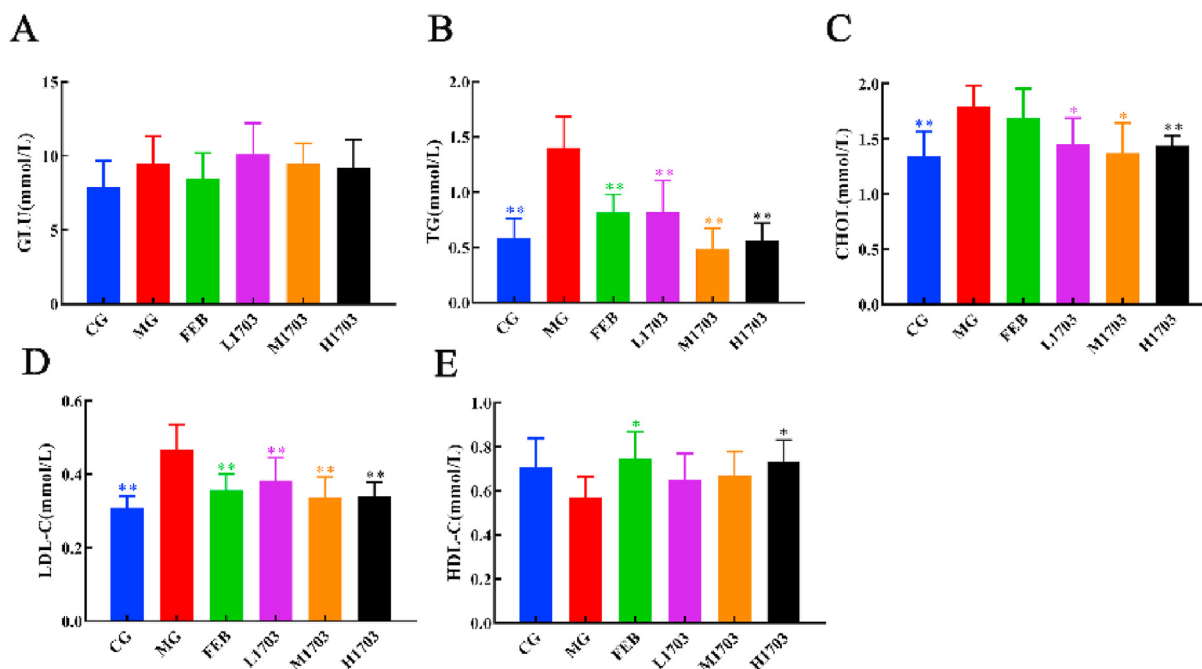 A
GLU(mmol/L)
15
10
5
0
CG
MG
FEB
L1703
M1703
H1703
B
TG(mmol/L)
2.0
1.5
1.0
0.5
0.0
**
**
**
**
**
CG
MG
FEB
L1703
M1703
H1703
C
CHOL(mmol/L)
2.0
1.5
1.0
0.5
0.0
**
*
*
**
CG
MG
FEB
L1703
M1703
H1703
D
LDL-C(mmol/L)
0.6
0.4
0.2
0.0
**
**
**
**
**
CG
MG
FEB
L1703
M1703
H1703
E
HDL-C(mmol/L)
1.0
0.8
0.6
0.4
0.2
0.0
*
*
CG
MG
FEB
L1703
M1703
H1703